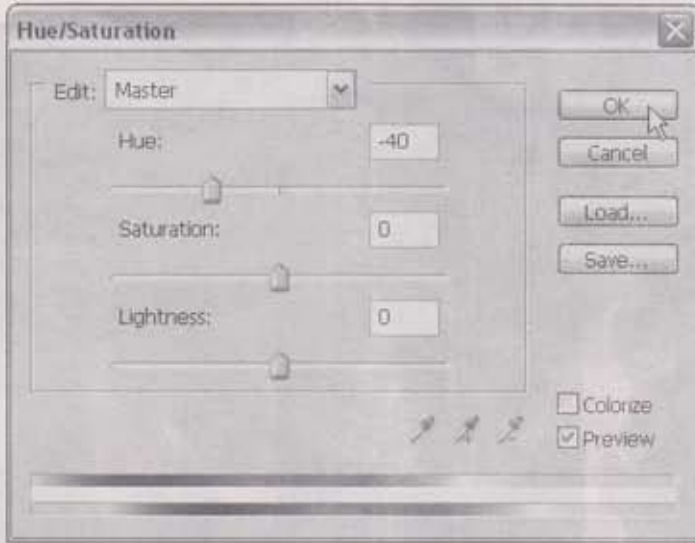 Hue/Saturation
Edit: Master
Hue: -40
Saturation: 0
Lightness: 0
OK
Cancel
Load...
Save...
Colorize
Preview